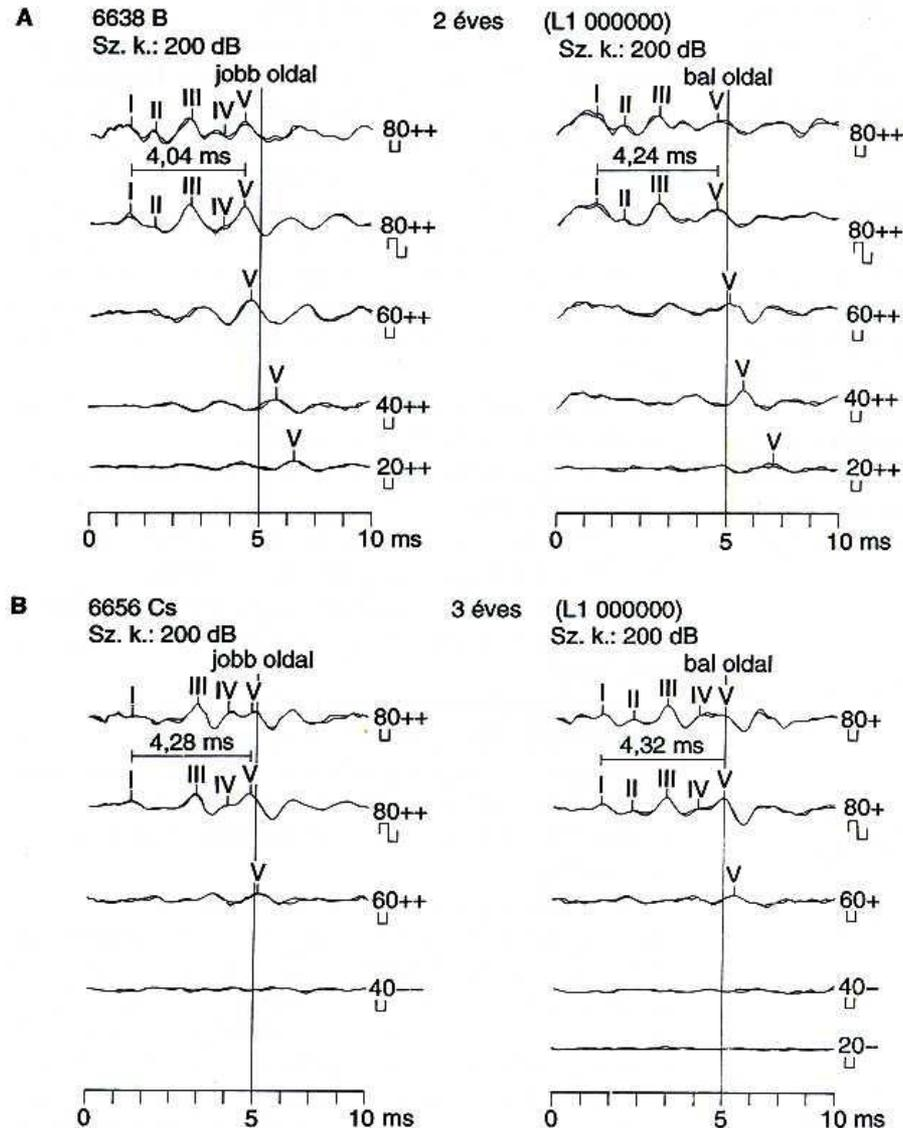 A
6638 B 2 éves (L1 000000)
Sz. k.: 200 dB Sz. k.: 200 dB
jobb oldal bal oldal
I II III IV V 80++ I II III V 80++
4,04 ms 4,24 ms
I II III IV V 80++ I II III V 80++
V 60++ V 60++
V 40++ V 40++
V 20++ V 20++
0 5 10 ms 0 5 10 ms
B
6656 Cs 3 éves (L1 000000)
Sz. k.: 200 dB Sz. k.: 200 dB
jobb oldal bal oldal
I III IV V 80++ I II III IV V 80+
4,28 ms 4,32 ms
I III IV V 80++ I II III IV V 80+
V 60++ V 60+
40-- 40-
20-
0 5 10 ms 0 5 10 ms